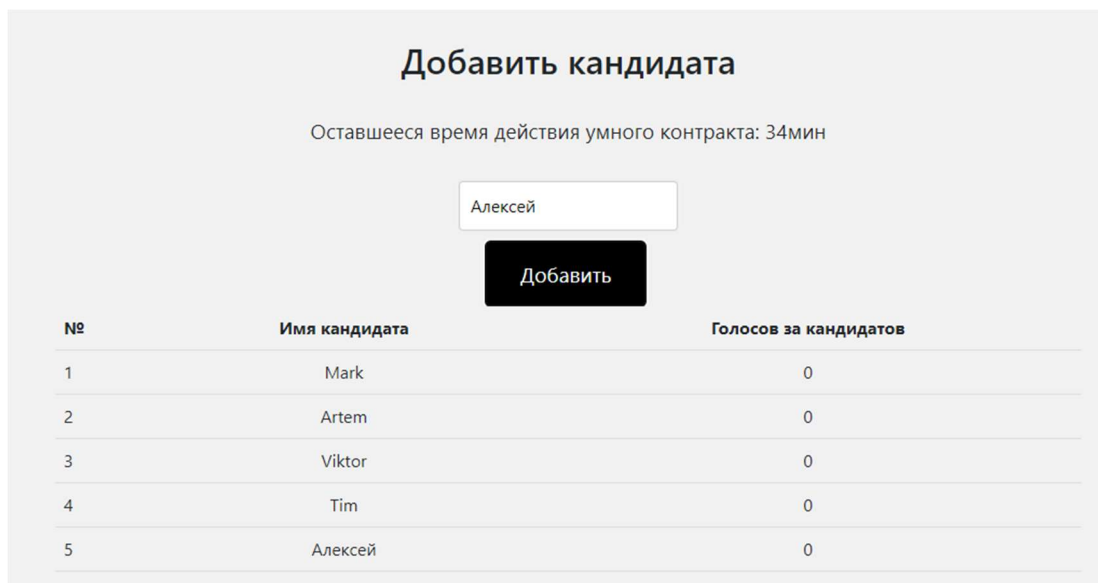 Добавить кандидата
Оставшееся время действия умного контракта: 34мин
Алексей
Добавить
№ Имя кандидата Голосов за кандидатов
1 Mark 0
2 Artem 0
3 Viktor 0
4 Tim 0
5 Алексей 0